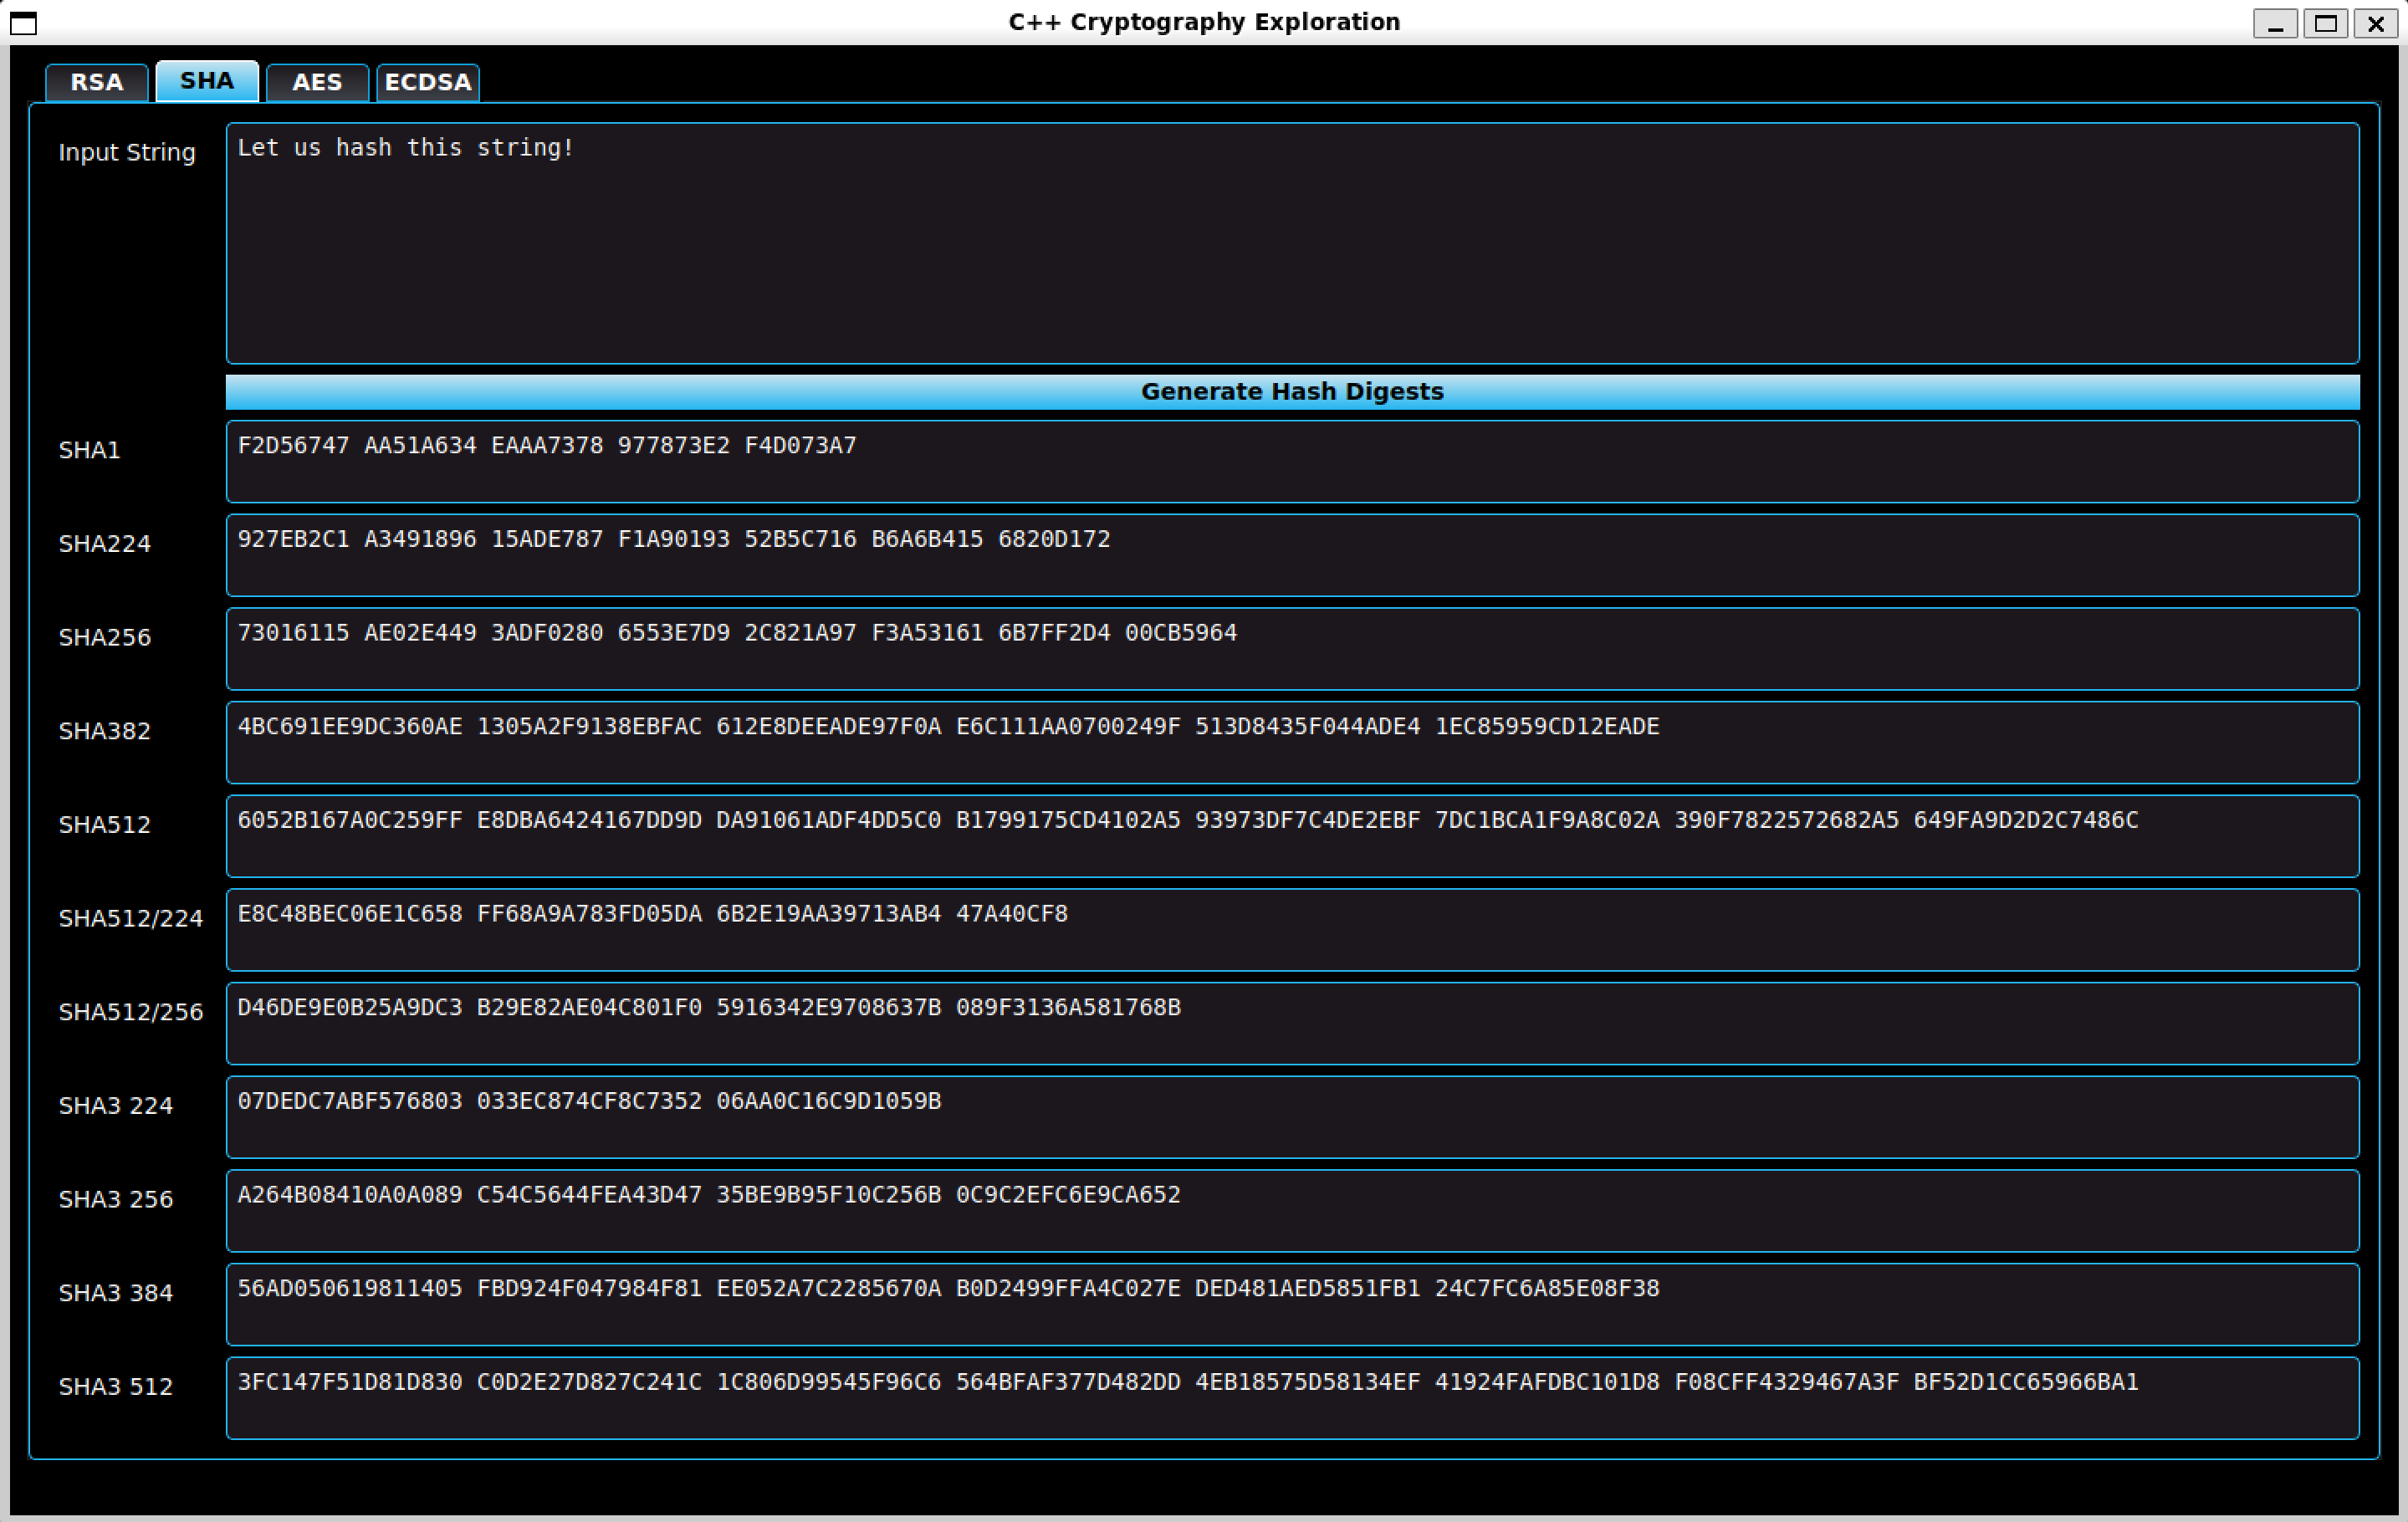 C++ Cryptography Exploration
RSA SHA AES ECDSA
Input String Let us hash this string!
Generate Hash Digests
SHA1 F2D56747 AA51A634 EAAA7378 977873E2 F4D073A7
SHA224 927EB2C1 A3491896 15ADE787 F1A90193 52B5C716 B6A6B415 6820D172
SHA256 73016115 AE02E449 3ADF0280 6553E7D9 2C821A97 F3A53161 6B7FF2D4 00CB5964
SHA382 4BC691EE9DC360AE 1305A2F9138EBFAC 612E8DEEADE97F0A E6C111AA0700249F 513D8435F044ADE4 1EC85959CD12EADE
SHA512 6052B167A0C259FF E8DBA6424167DD9D DA91061ADF4DD5C0 B1799175CD4102A5 93973DF7C4DE2EBF 7DC1BCA1F9A8C02A 390F7822572682A5 649FA9D2D2C7486C
SHA512/224 E8C48BEC06E1C658 FF68A9A783FD05DA 6B2E19AA39713AB4 47A40CF8
SHA512/256 D46DE9E0B25A9DC3 B29E82AE04C801F0 5916342E9708637B 089F3136A581768B
SHA3 224 07DEDC7ABF576803 033EC874CF8C7352 06AA0C16C9D1059B
SHA3 256 A264B08410A0A089 C54C5644FEA43D47 35BE9B95F10C256B 0C9C2EFC6E9CA652
SHA3 384 56AD050619811405 FBD924F047984F81 EE052A7C2285670A B0D2499FFA4C027E DED481AED5851FB1 24C7FC6A85E08F38
SHA3 512 3FC147F51D81D830 C0D2E27D827C241C 1C806D99545F96C6 564BFAF377D482DD 4EB18575D58134EF 41924FAFDBC101D8 F08CFF4329467A3F BF52D1CC65966BA1